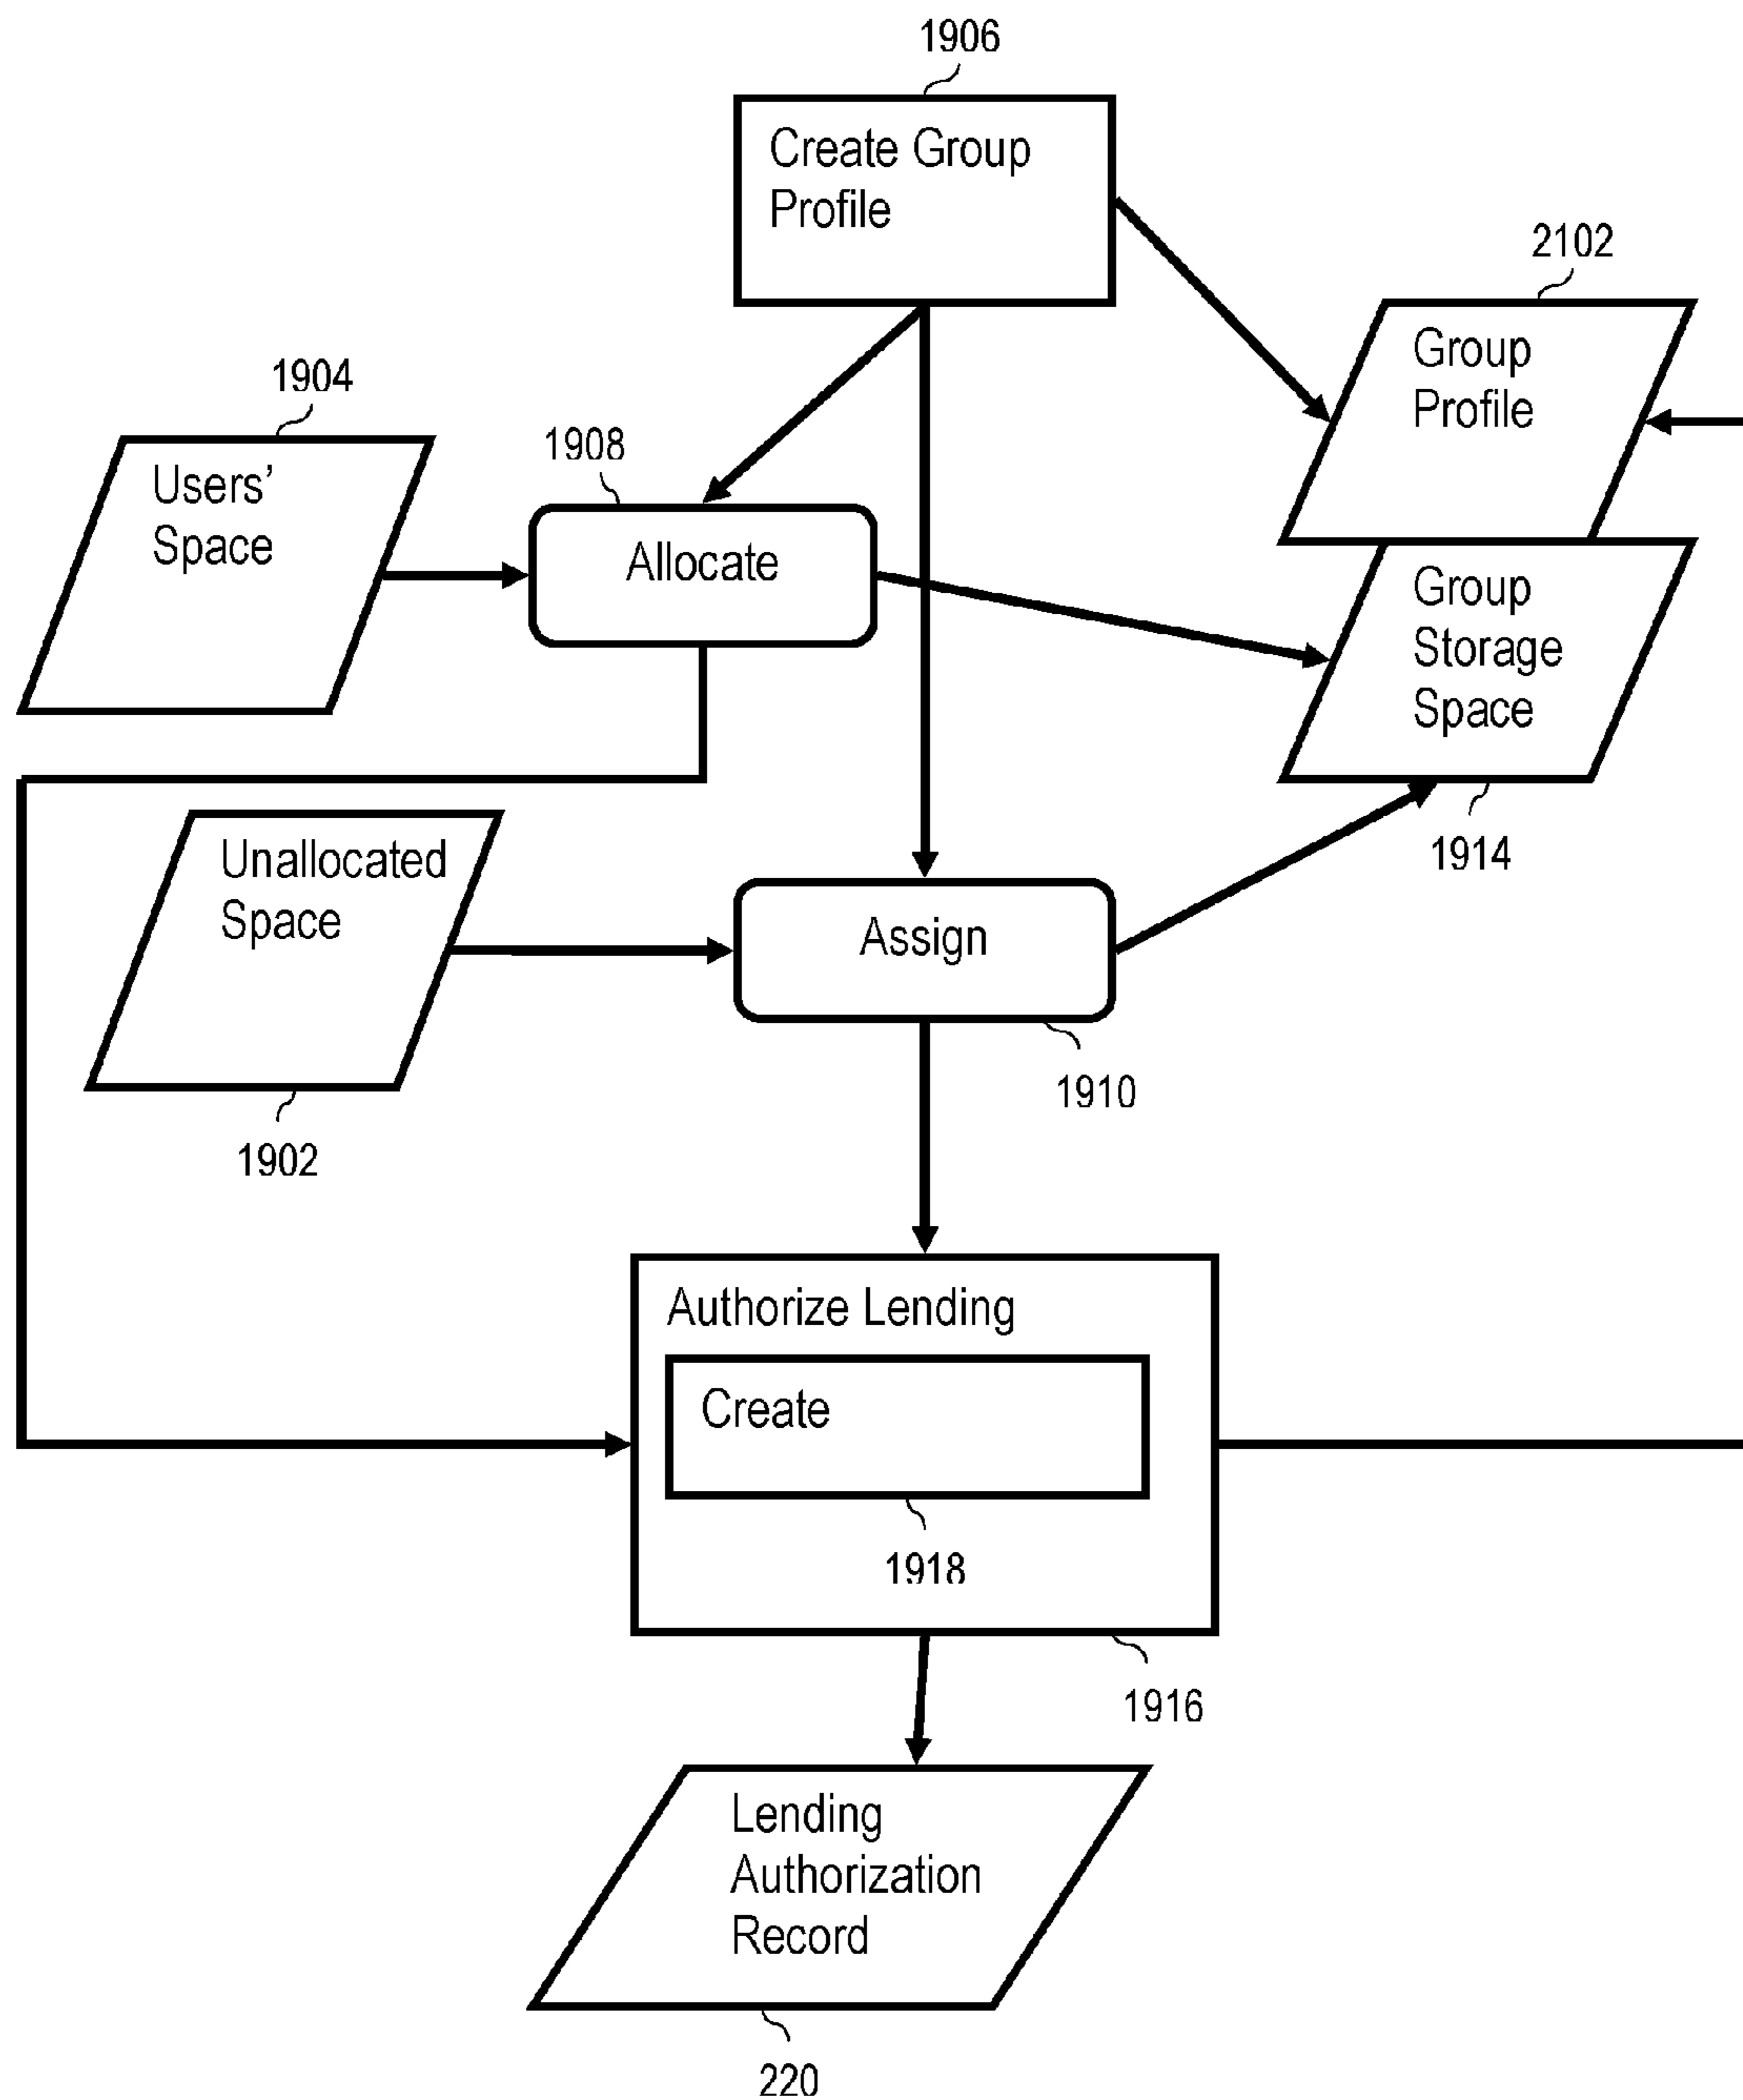 1906
Create Group
Profile
2102
Group
Profile
1904
Users'
Space
1908
Allocate
Group
Storage
Space
1914
Unallocated
Space
1902
Assign
1910
Authorize Lending
Create
1918
1916
Lending
Authorization
Record
220